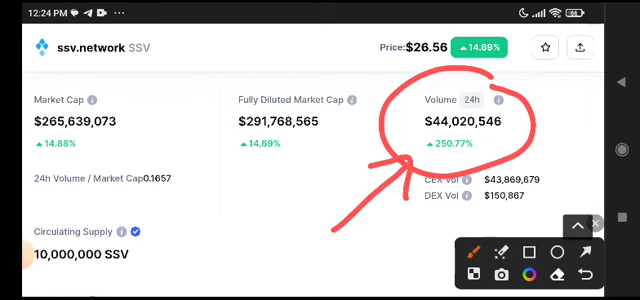 12:24 PM
ssv.network SSV
Price:$26.56 14.69%
Market Cap
$265,639,073
14.88%
Fully Diluted Market Cap
$291,768,565
14.69%
Volume 24h
$44,020,546
250.77%
24h Volume / Market Cap0.1657
CEX Vol $43,869,679
DEX Vol $150,867
Circulating Supply
10,000,000 SSV